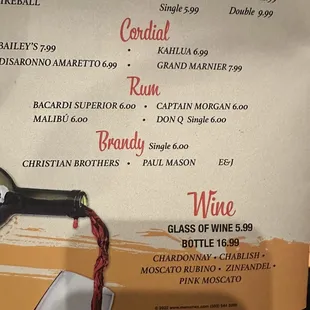 IREBALL
Single 5.99 Double 9.99
Cordial
BAILEY'S 7.99 • KAHLUA 6.99
DISARONNO AMARETTO 6.99 • GRAND MARNIER 7.99
Rum
BACARDI SUPERIOR 6.00 • CAPTAIN MORGAN 6.00
MALIBÚ 6.00 • DON Q Single 6.00
Brandy Single 6.00
CHRISTIAN BROTHERS • PAUL MASON E&J
Wine
GLASS OF WINE 5.99
BOTTLE 16.99
CHARDONNAY • CHABLISH •
MOSCATO RUBINO • ZINFANDEL •
PINK MOSCATO